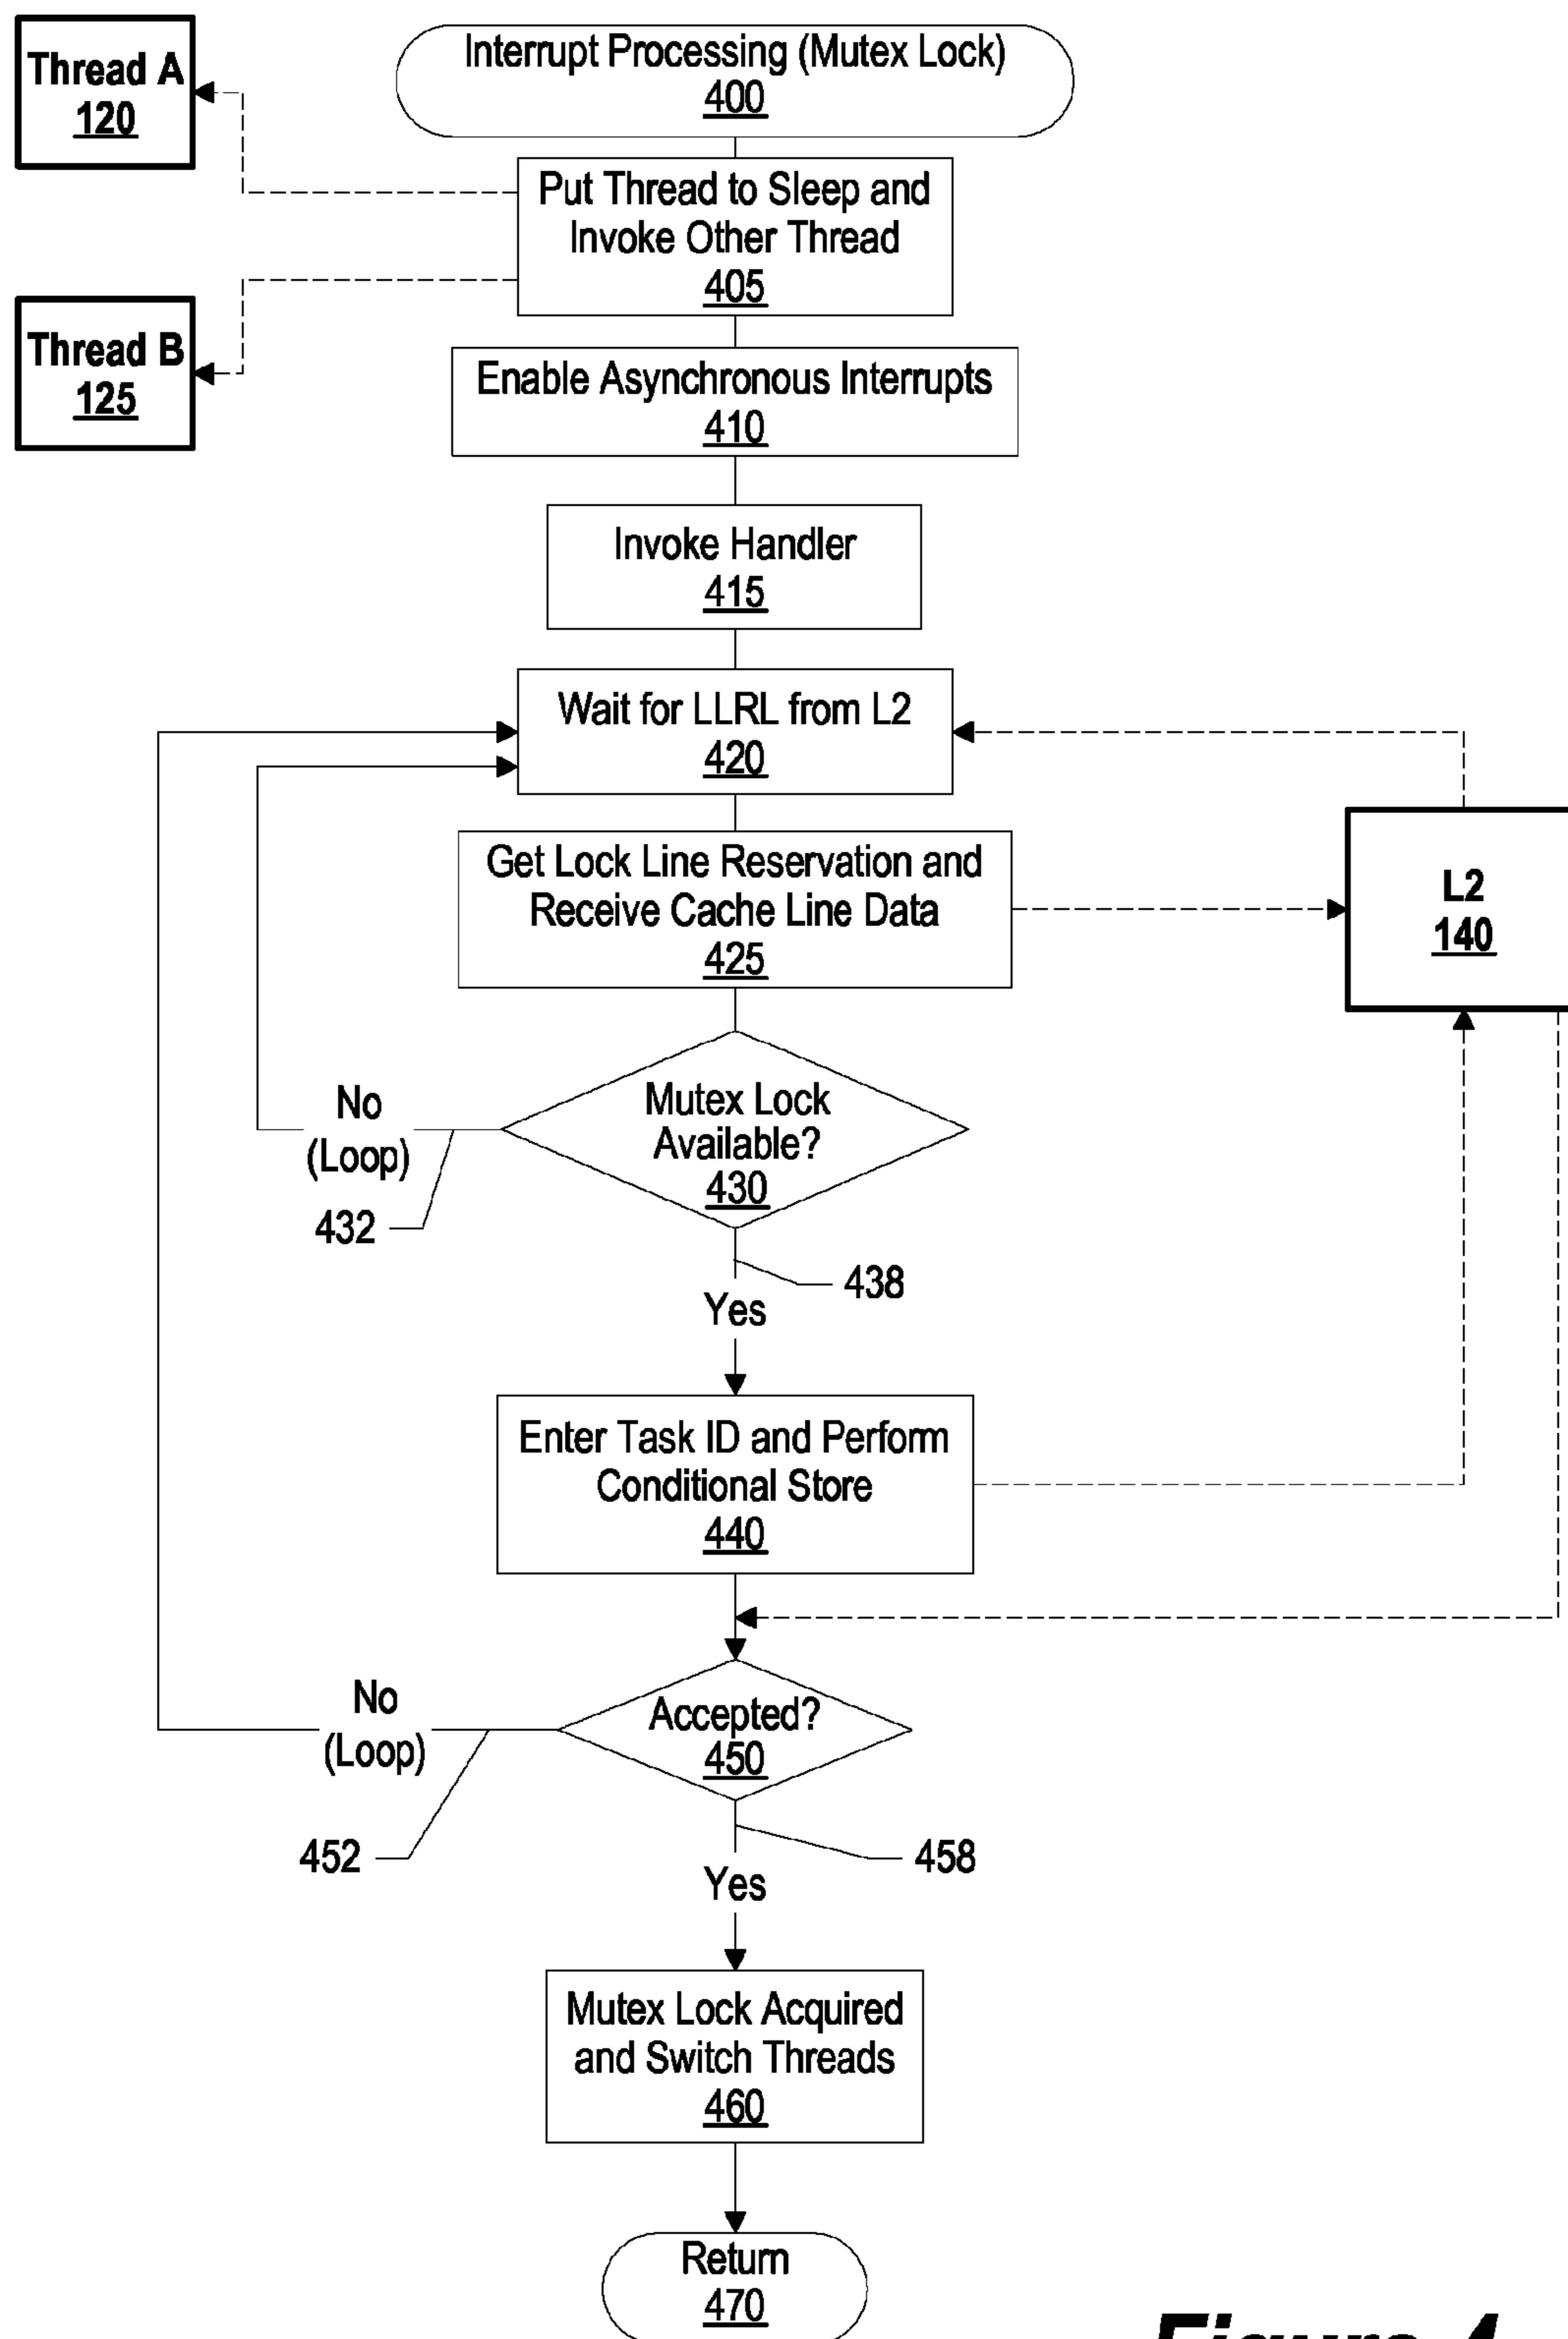 Thread A
120
Interrupt Processing (Mutex Lock)
400
Put Thread to Sleep and
Invoke Other Thread
405
Thread B
125
Enable Asynchronous Interrupts
410
Invoke Handler
415
Wait for LLRL from L2
420
Get Lock Line Reservation and
Receive Cache Line Data
425
L2
140
Mutex Lock
Available?
430
No
(Loop)
432
438
Yes
Enter Task ID and Perform
Conditional Store
440
Accepted?
450
No
(Loop)
452
458
Yes
Mutex Lock Acquired
and Switch Threads
460
Return
470
Figure 4